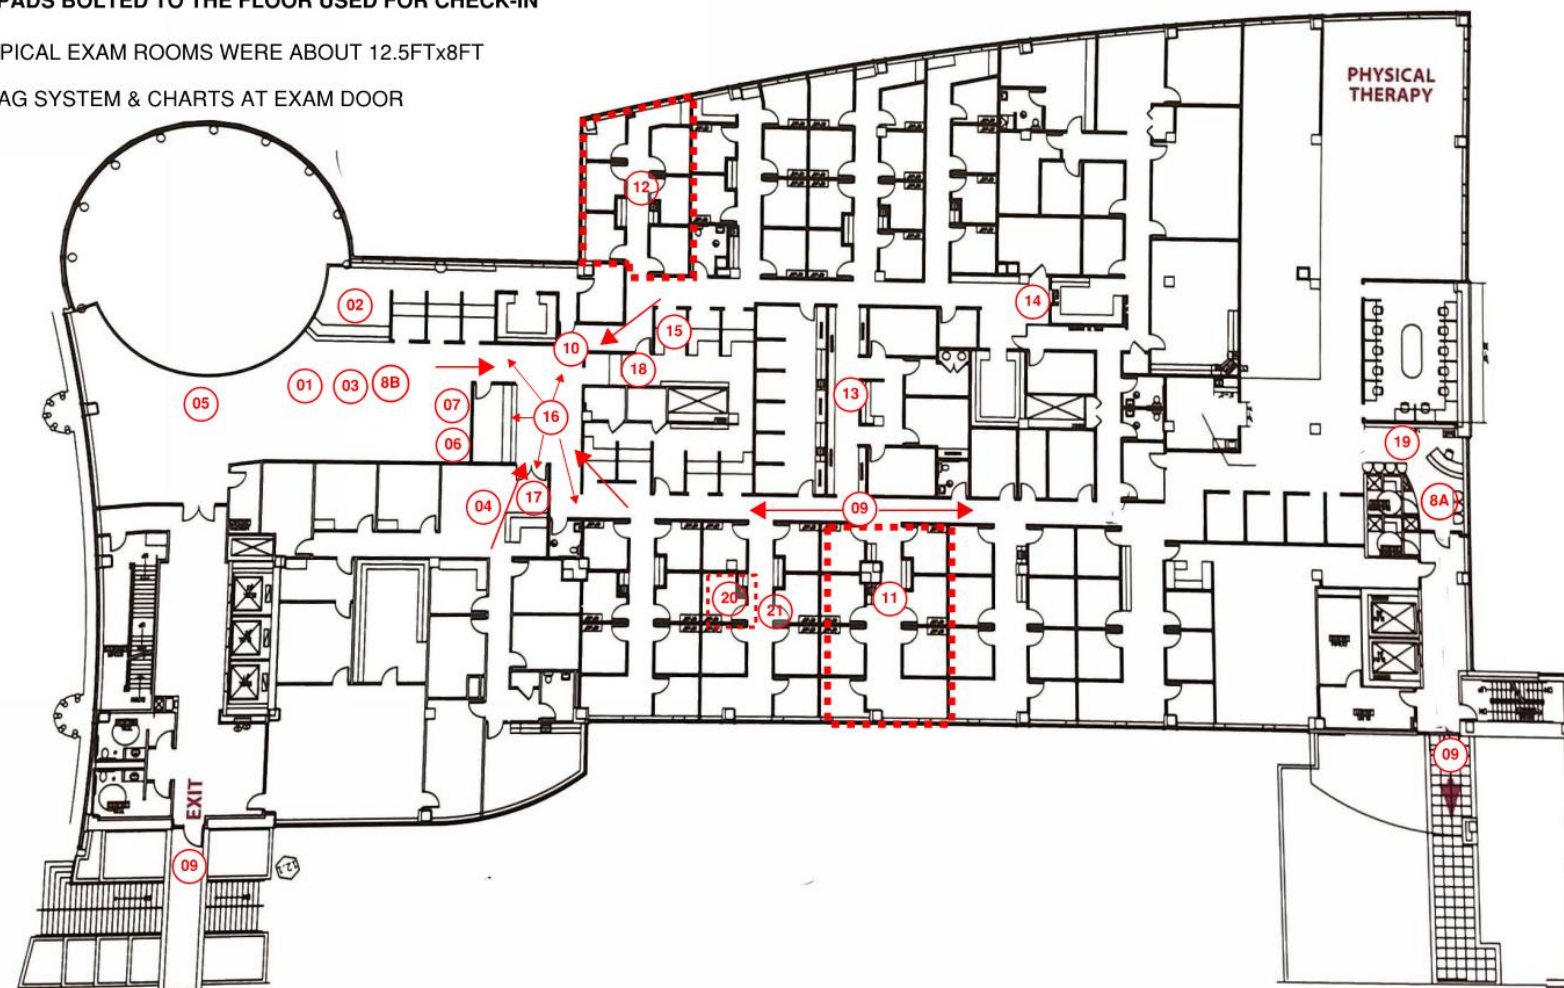 PADS BOLTED TO THE FLOOR USED FOR CHECK-IN
PICAL EXAM ROOMS WERE ABOUT 12.5FTx8FT
AG SYSTEM & CHARTS AT EXAM DOOR
PHYSICAL
THERAPY
12
02
14
15
10
18
01
03
8B
05
07
13
16
06
19
17
04
09
8A
20
21
11
EXIT
09
09
12.1